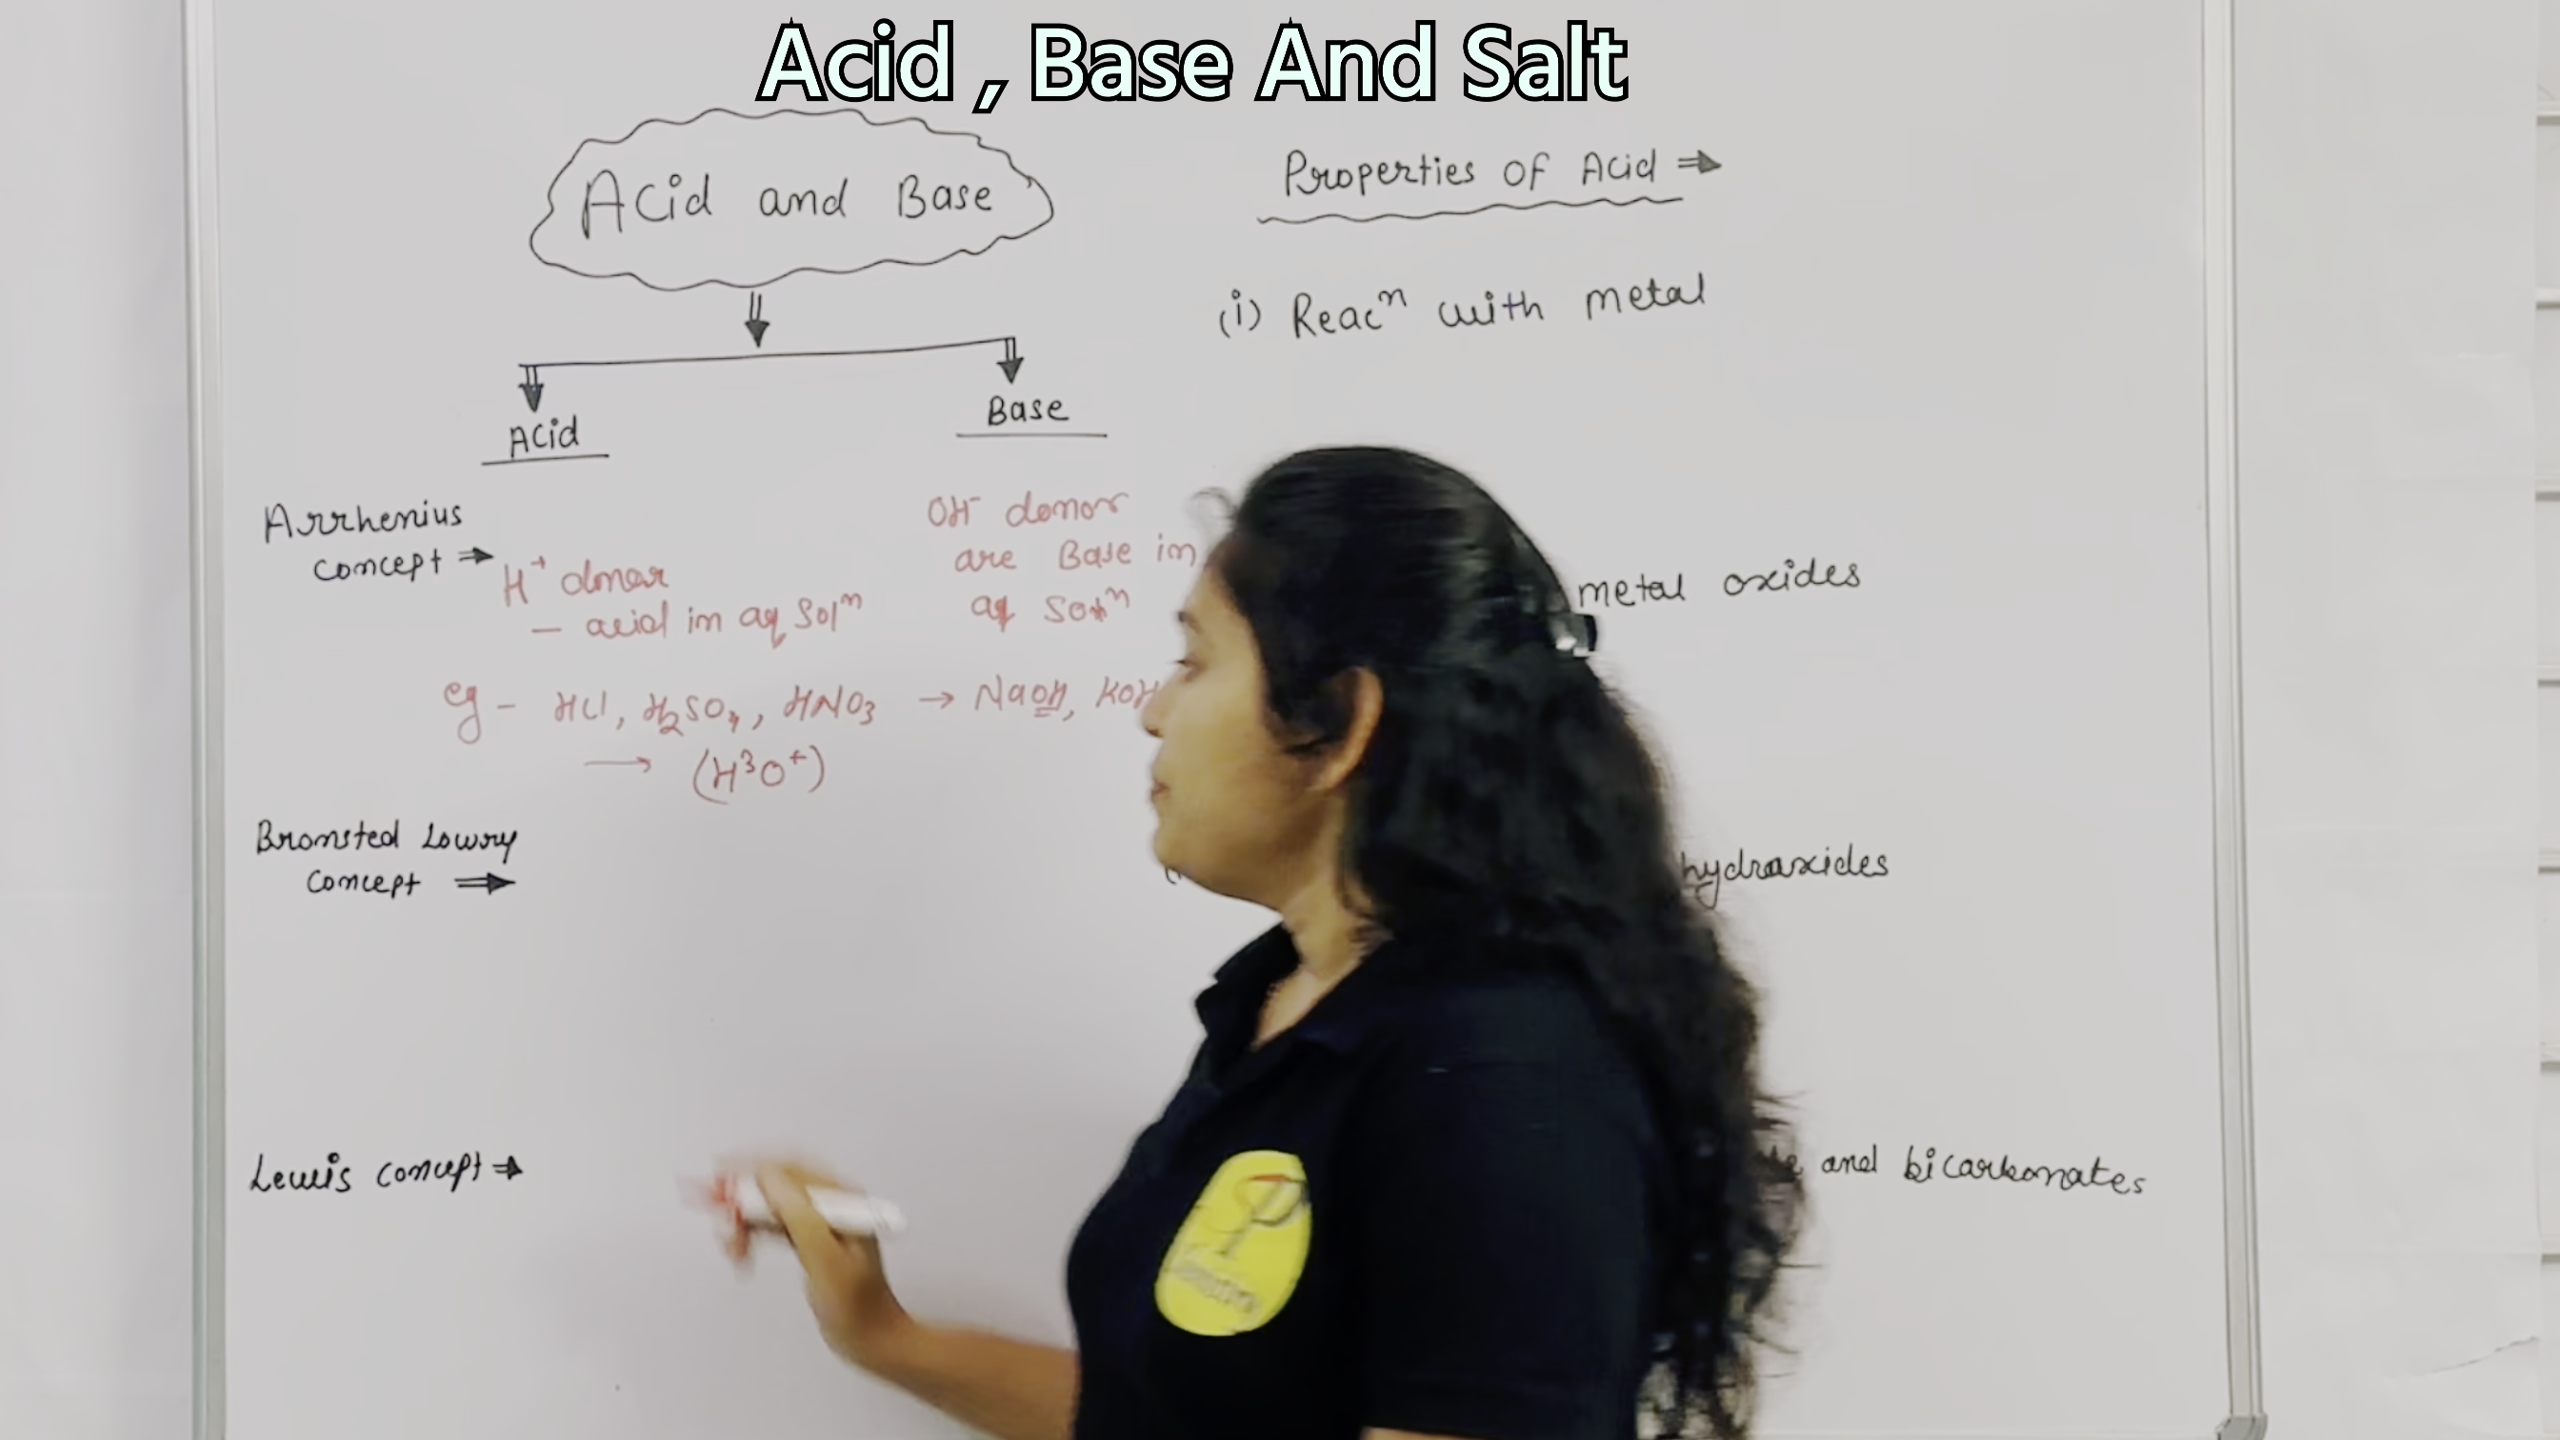 Acid , Base And Salt
Acid and Base
Acid
Base
Arrhenius
concept ⇒
H⁺ donor
– acid in aq solⁿ
OH⁻ donor
are Base in
aq solⁿ
eg – HCl, H₂SO₄, HNO₃ → NaOH, KOH
→ (H³O⁺)
Bronsted Lowry
concept ⇒
Lewis concept ⇒
Properties of Acid ⇒
(i) Reacⁿ with metal
metal oxides
hydroxides
and bicarbonates